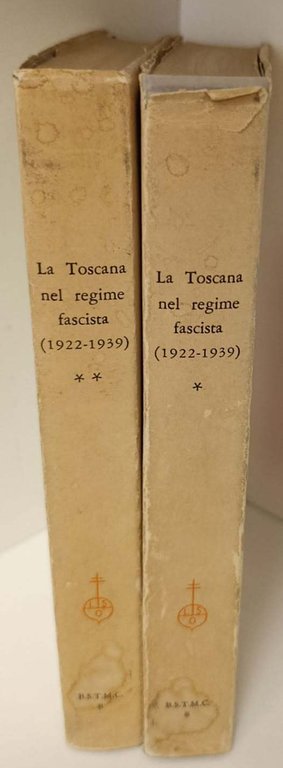 La Toscana
nel regime
fascista
(1922-1939)
**
B.S.T.M.C.
La Toscana
nel regime
fascista
(1922-1939)
*
B.S.T.M.C.